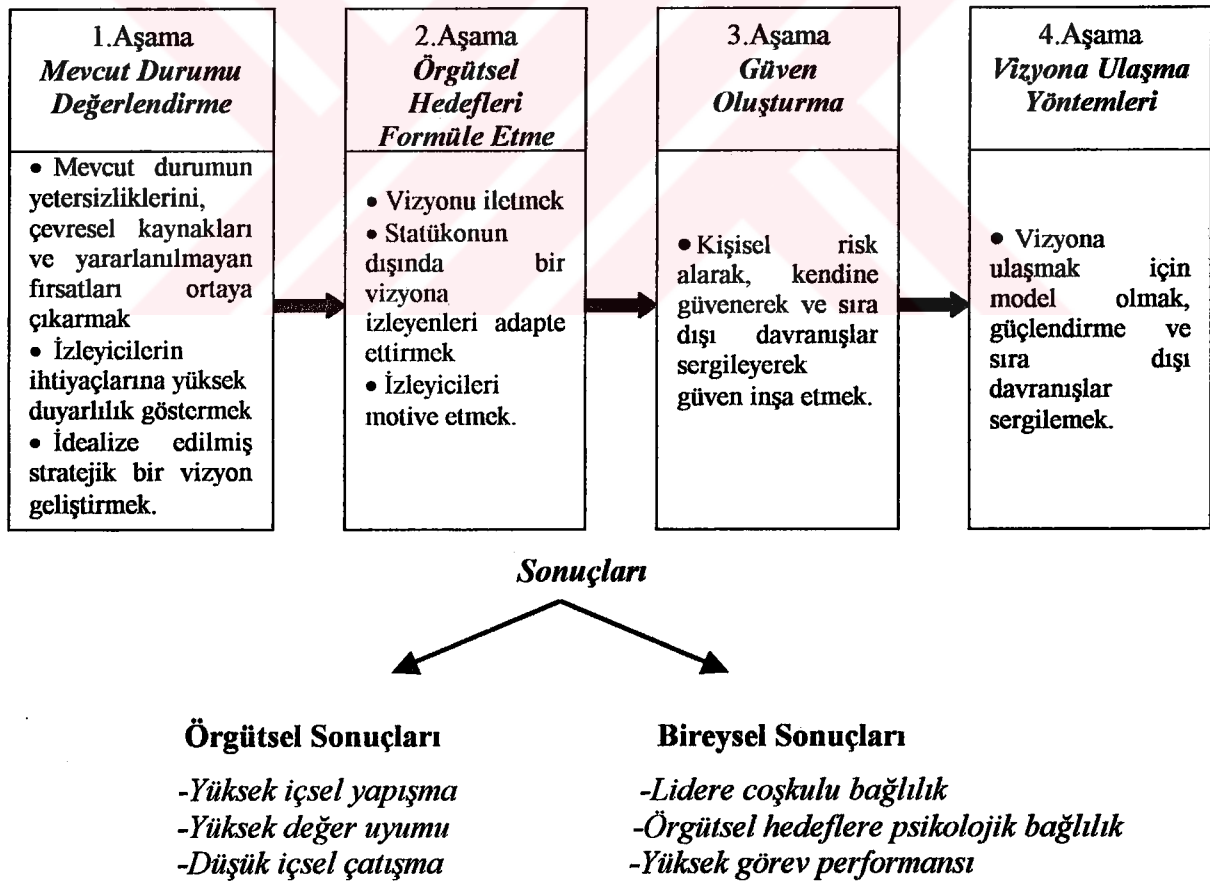 1.Aşama
Mevcut Durumu
Değerlendirme
• Mevcut durumun
yetersizliklerini,
çevresel kaynakları
ve yararlanılmayan
fırsatları ortaya
çıkarmak
• İzleyicilerin
ihtiyaçlarına yüksek
duyarlılık göstermek
• İdealize edilmiş
stratejik bir vizyon
geliştirmek.
2.Aşama
Örgütsel
Hedefleri
Formüle Etme
• Vizyonu iletmek
• Statükonun
dışında bir
vizyona
izleyenleri adapte
ettirmek
• İzleyicileri
motive etmek.
3.Aşama
Güven
Oluşturma
• Kişisel risk
alarak, kendine
güvenerek ve sıra
dışı davranışlar
sergileyerek
güven inşa etmek.
4.Aşama
Vizyona Ulaşma
Yöntemleri
• Vizyona
ulaşmak için
model olmak,
güçlendirme ve
sıra dışı
davranışlar
sergilemek.
Sonuçları
Örgütsel Sonuçları
-Yüksek içsel yapışma
-Yüksek değer uyumu
-Düşük içsel çatışma
Bireysel Sonuçları
-Lidere coşkulu bağlılık
-Örgütsel hedeflere psikolojik bağlılık
-Yüksek görev performansı